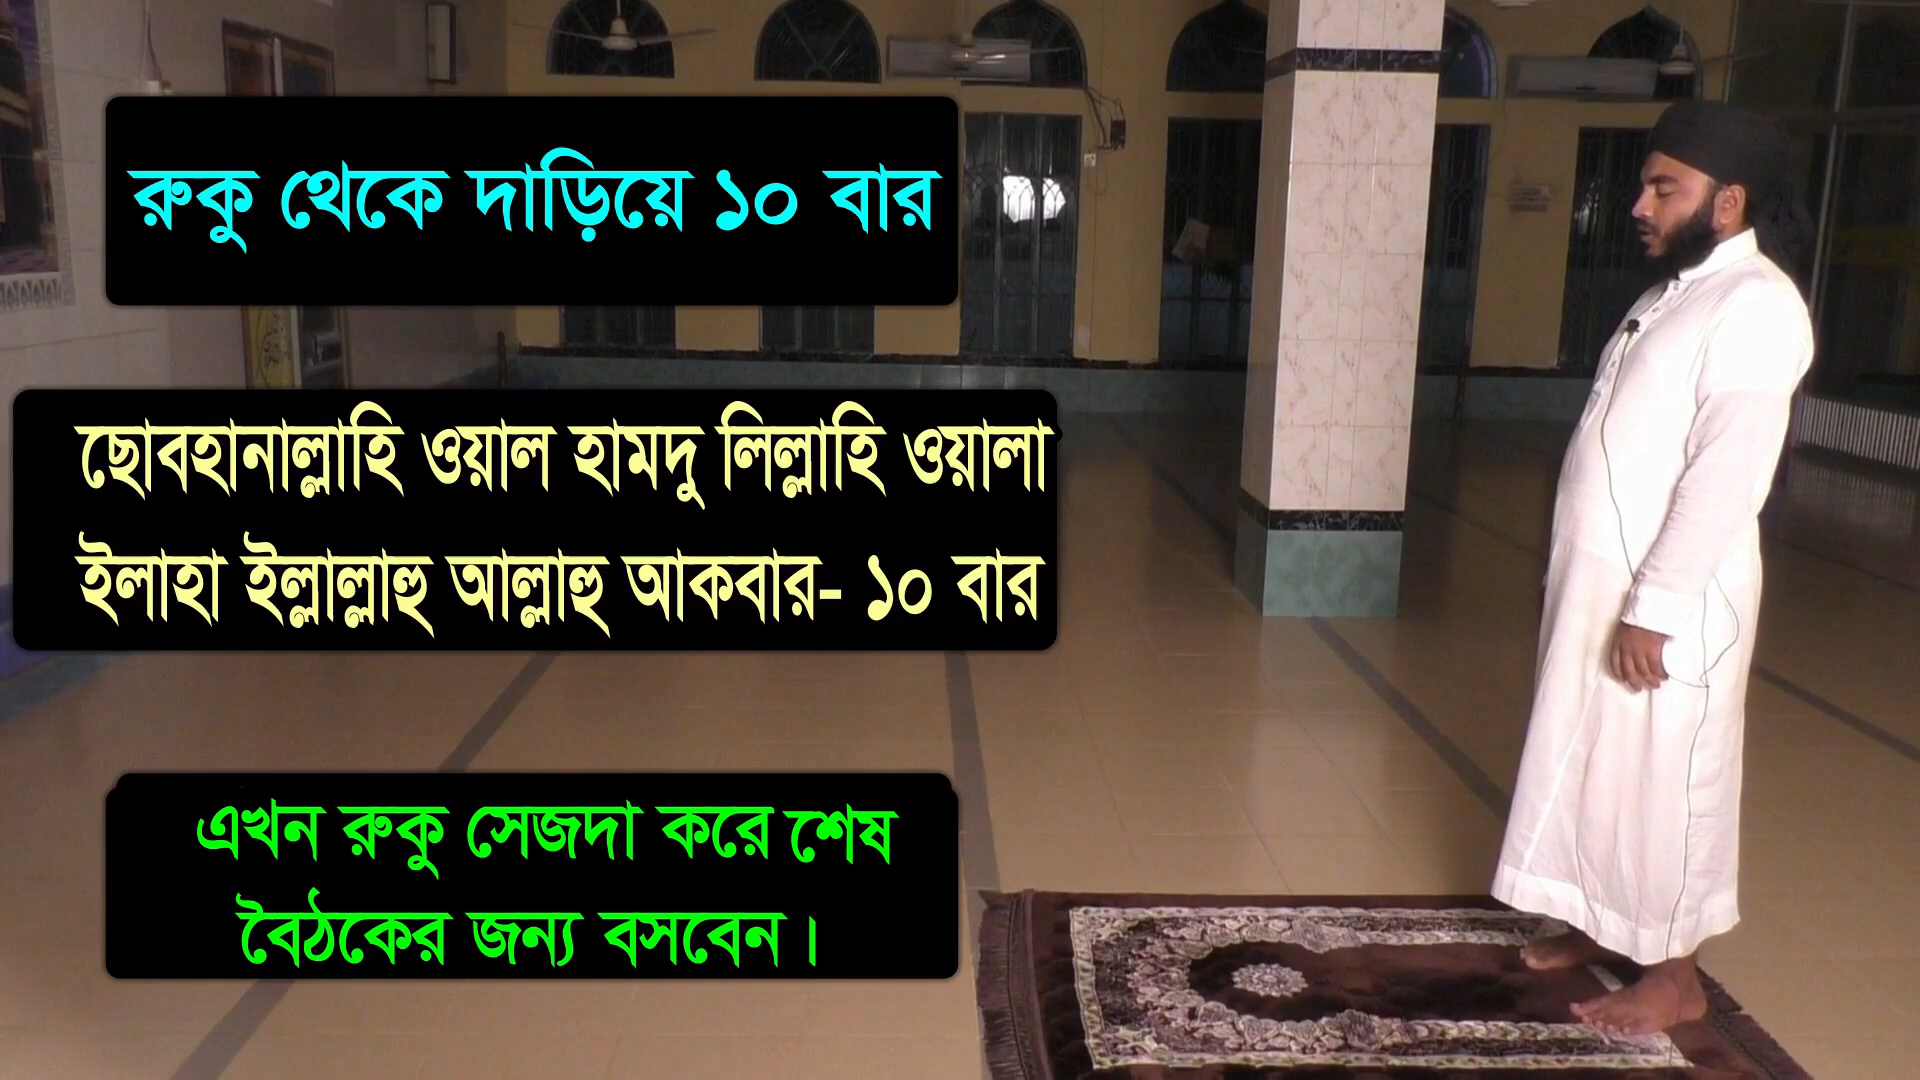 রুকু থেকে দাড়িয়ে ১০ বার
ছোবহানাল্লাহি ওয়াল হামদু লিল্লাহি ওয়ালা
ইলাহা ইল্লাল্লাহু আল্লাহু আকবার- ১০ বার
এখন রুকু সেজদা করে শেষ
বৈঠকের জন্য বসবেন।